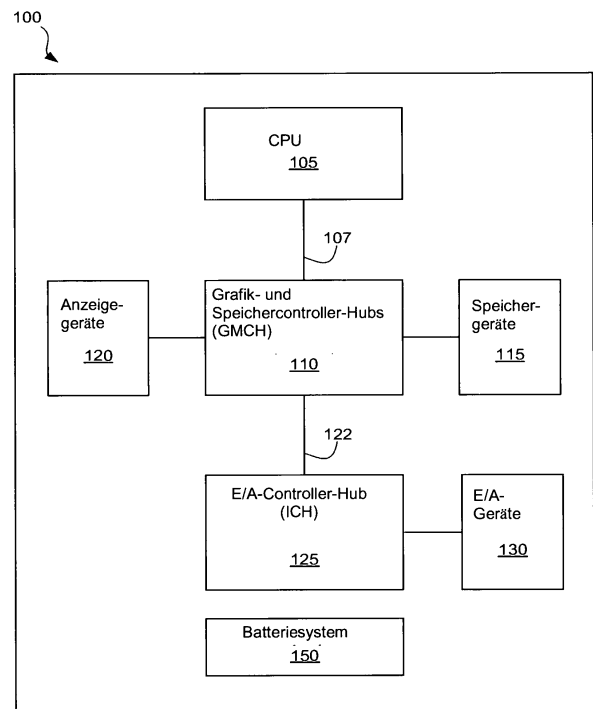 100
CPU
105
107
Anzeige-
geräte
120
Grafik- und
Speichercontroller-Hubs
(GMCH)
110
Speicher-
geräte
115
122
E/A-Controller-Hub
(ICH)
125
E/A-
Geräte
130
Batteriesystem
150